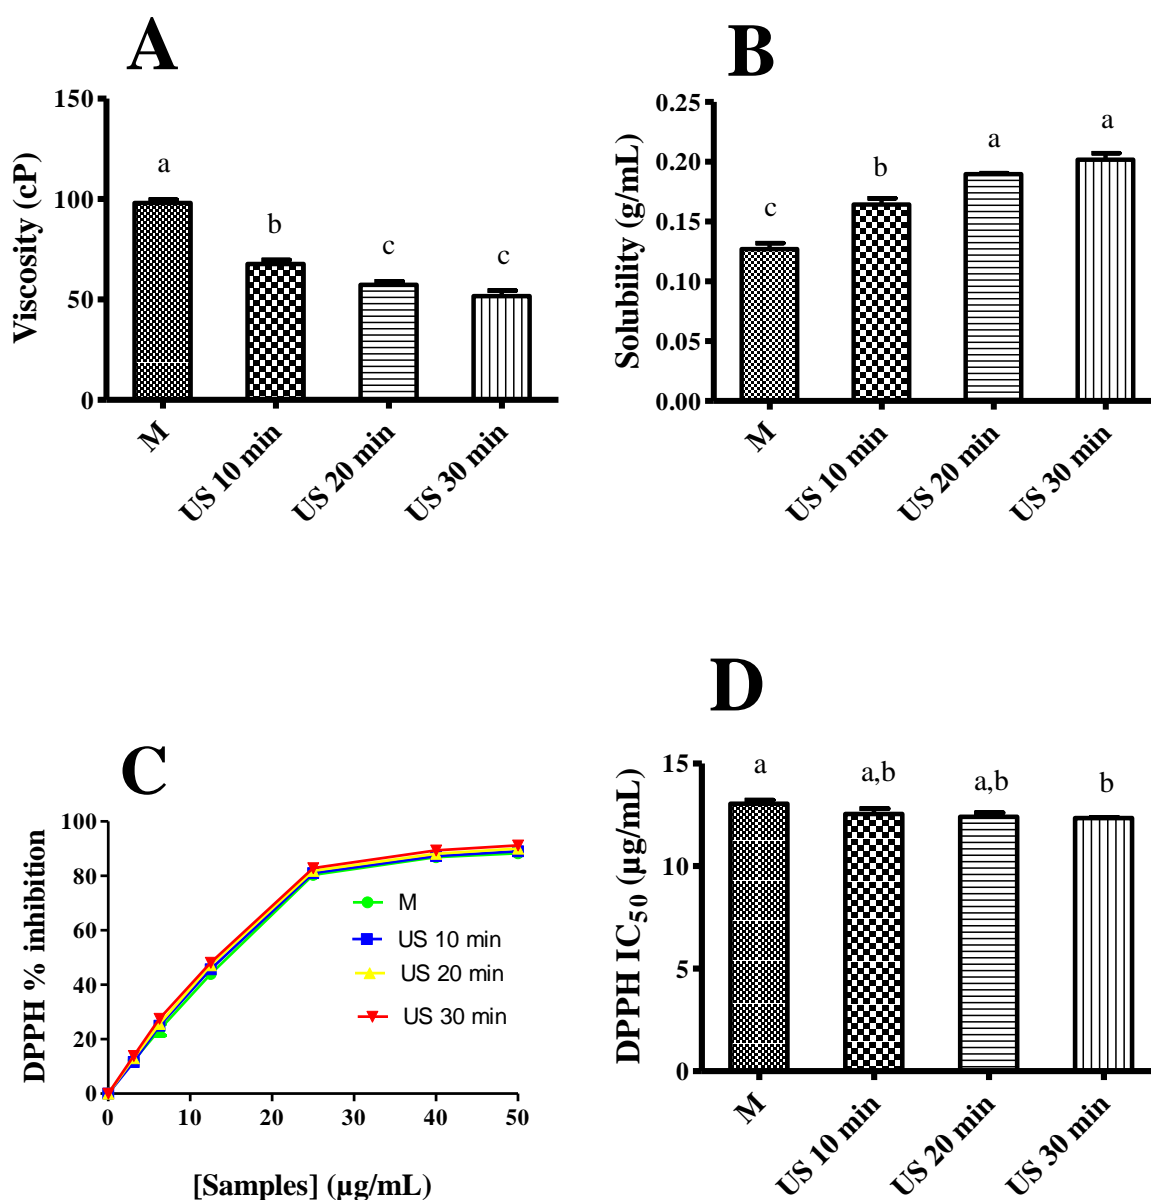 A
Viscosity (cP)
150
100
50
0
a
b
c
c
M
US 10 min
US 20 min
US 30 min
B
Solubility (g/mL)
0.25
0.20
0.15
0.10
0.05
0.00
c
b
a
a
M
US 10 min
US 20 min
US 30 min
C
DPPH % inhibition
100
80
60
40
20
0
0
10
20
30
40
50
M
US 10 min
US 20 min
US 30 min
[Samples] (µg/mL)
D
DPPH IC50 (µg/mL)
15
10
5
0
a
a,b
a,b
b
M
US 10 min
US 20 min
US 30 min